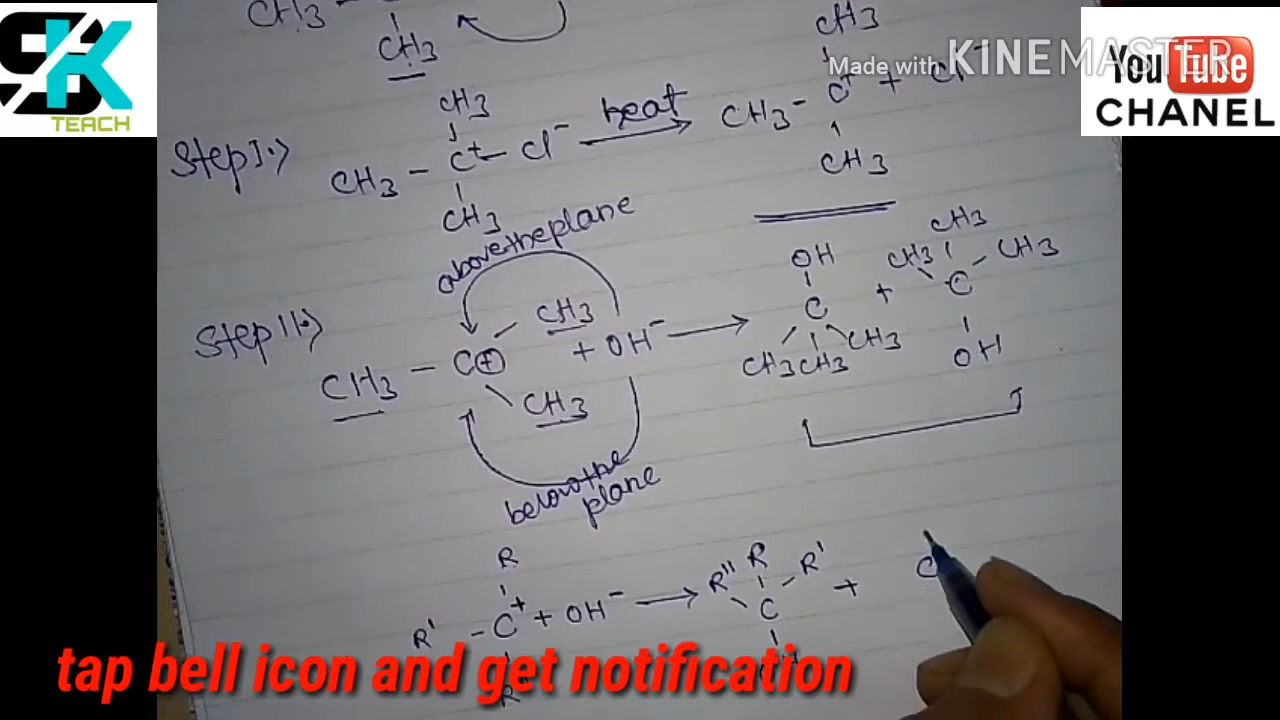 SK
TEACH
Made with KINEMASTER
You Tube
CHANEL
CH3 -
CH3
Step I.) CH3 - C+ - Cl- heat CH3 - C+ + Cl-
CH3
CH3
CH3
CH3
Step II.) CH3 - C+ CH3 CH3 + OH-
above the plane
below the plane
OH
C
CH3 CH3 CH3
+
CH3
CH3 CH3
C
OH
R
R' - C+ + OH-
R"
R" R R'
C
+ C
tap bell icon and get notification